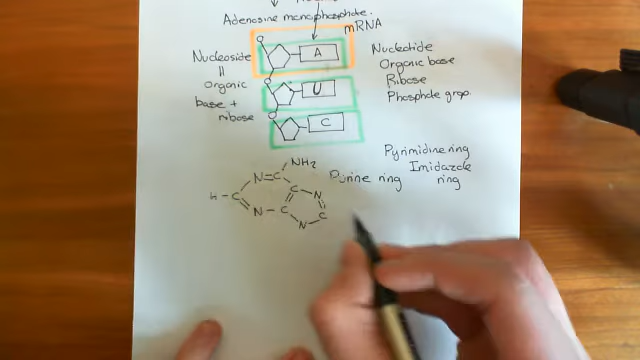 Adenosine monophosphate.
mRNA
Nucleoside
=
Organic
base +
ribose
A
U
C
Nucleotide
Organic base
Ribose
Phosphate group
Pyrimidine ring
Imidazole
ring
Purine ring
NH2
N=C
H-C
C
N
N
C
C
N